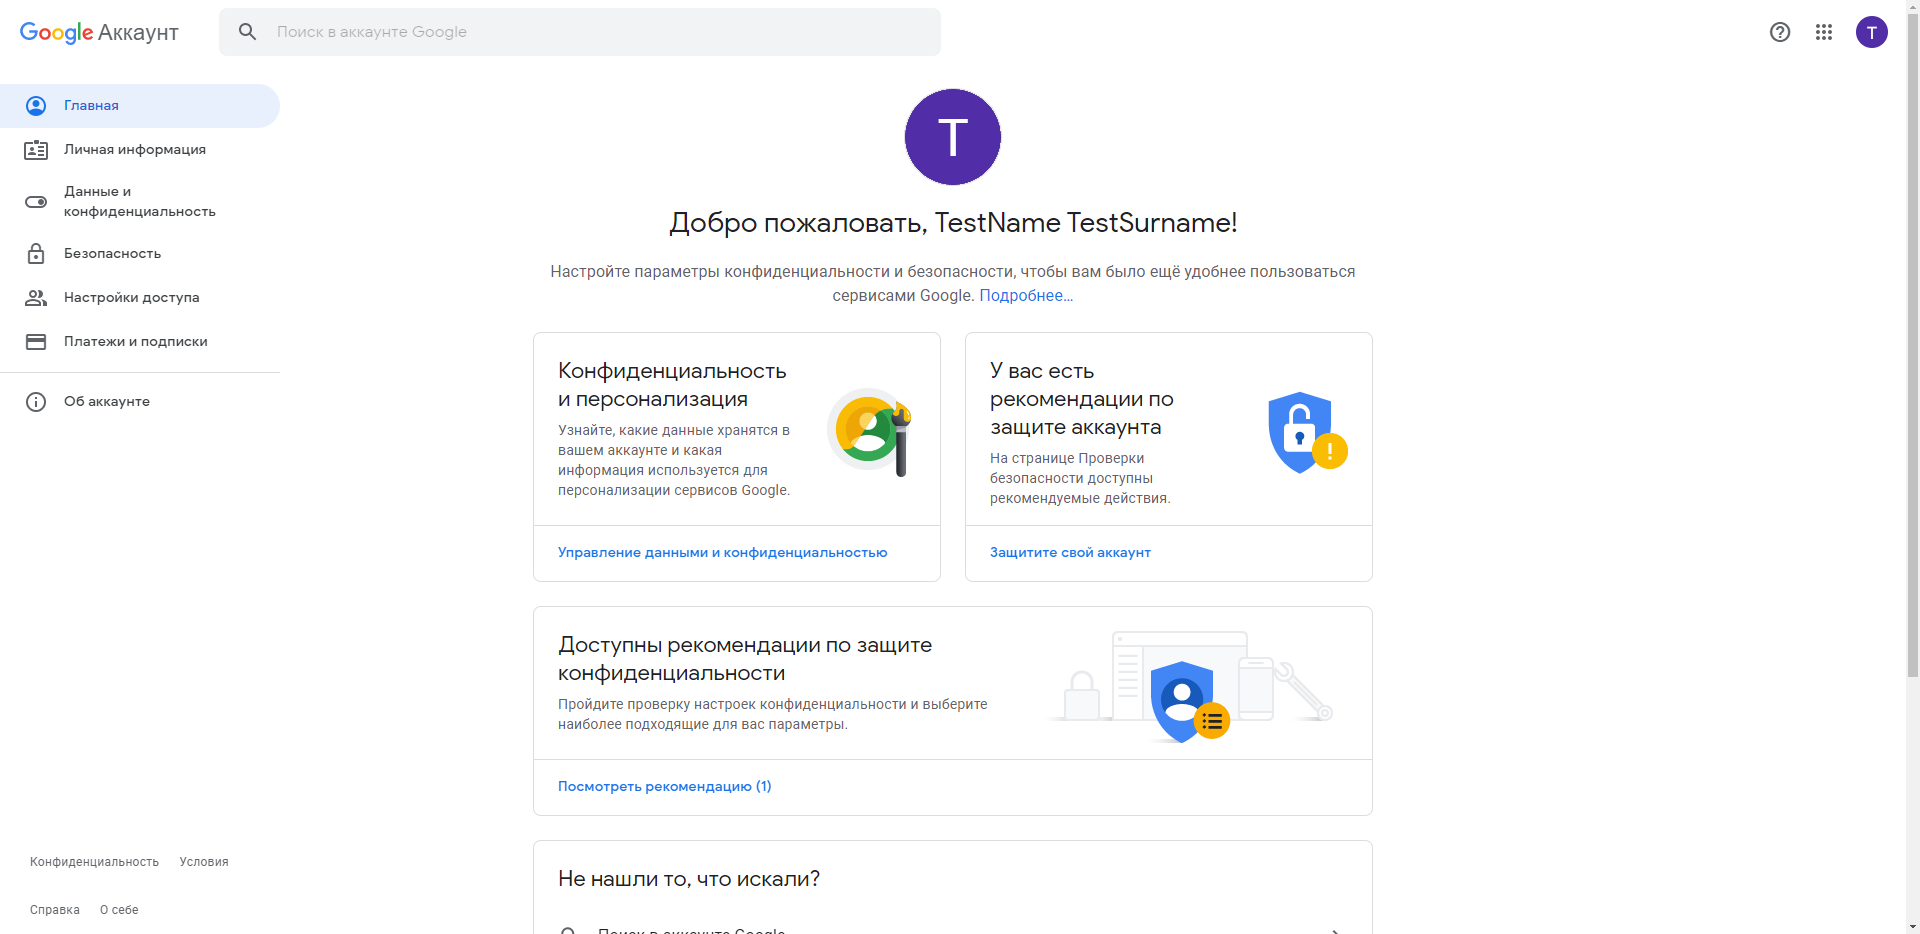 Google Аккаунт
Поиск в аккаунте Google
T
Главная
Личная информация
Данные и
конфиденциальность
Безопасность
Настройки доступа
Платежи и подписки
Об аккаунте
Конфиденциальность Условия
Справка О себе
T
Добро пожаловать, TestName TestSurname!
Настройте параметры конфиденциальности и безопасности, чтобы вам было ещё удобнее пользоваться
сервисами Google. Подробнее…
Конфиденциальность
и персонализация
Узнайте, какие данные хранятся в
вашем аккаунте и какая
информация используется для
персонализации сервисов Google.
Управление данными и конфиденциальностью
У вас есть
рекомендации по
защите аккаунта
На странице Проверки
безопасности доступны
рекомендуемые действия.
Защитите свой аккаунт
Доступны рекомендации по защите
конфиденциальности
Пройдите проверку настроек конфиденциальности и выберите
наиболее подходящие для вас параметры.
Посмотреть рекомендацию (1)
Не нашли то, что искали?
Поиск в аккаунте Google